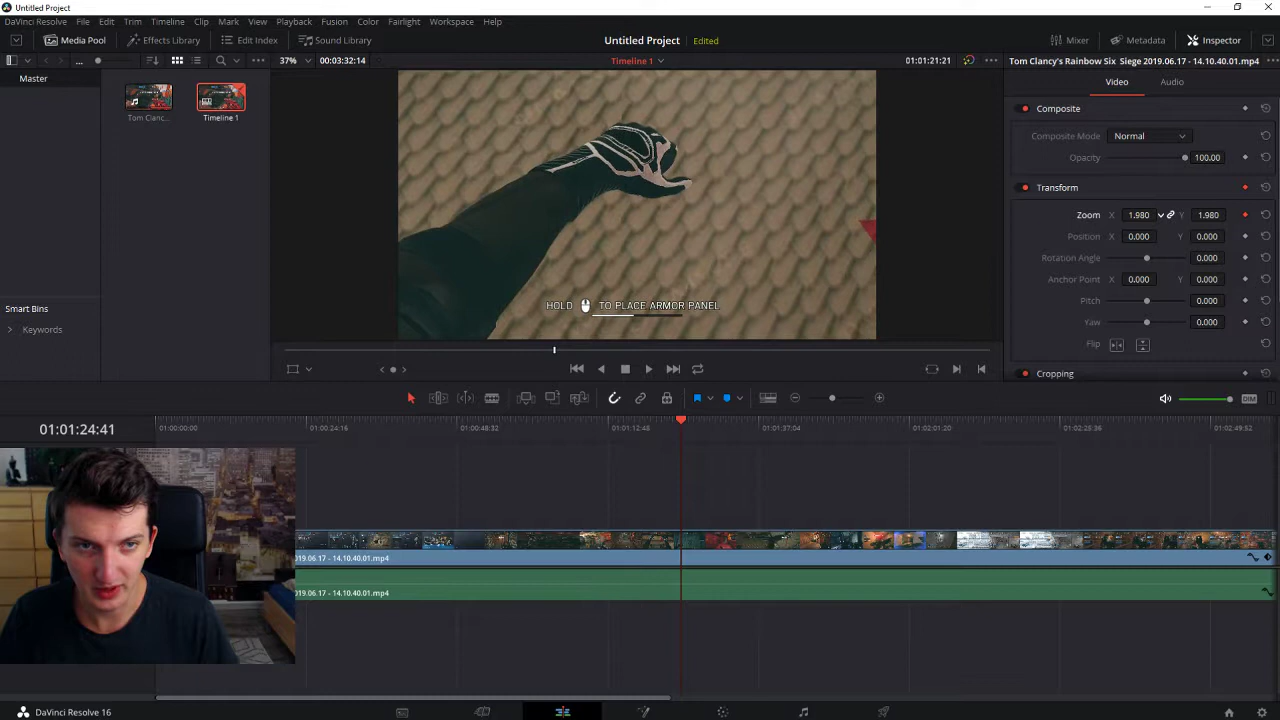 Untitled Project
DaVinci Resolve File Edit Trim Timeline Clip Mark View Playback Fusion Color Fairlight Workspace Help
Media Pool Effects Library Edit Index Sound Library Untitled Project Edited Mixer Metadata Inspector
... 37% 00:03:32:14 Timeline 1 01:01:21:21 Tom Clancy's Rainbow Six Siege 2019.06.17 - 14.10.40.01.mp4
Master
Video Audio
Tom Clanc...
Timeline 1
Composite
Composite Mode Normal
Opacity 100.00
Transform
Zoom X 1.980 Y 1.980
Position X 0.000 Y 0.000
Rotation Angle 0.000
Anchor Point X 0.000 Y 0.000
Pitch 0.000
Yaw 0.000
Flip
Cropping
HOLD TO PLACE ARMOR PANEL
Smart Bins
Keywords
DIM
01:01:24:41
01:00:00:00 01:00:24:16 01:00:48:32 01:01:12:48 01:01:37:04 01:02:01:20 01:02:25:36 01:02:49:52
2019.06.17 - 14.10.40.01.mp4
2019.06.17 - 14.10.40.01.mp4
DaVinci Resolve 16